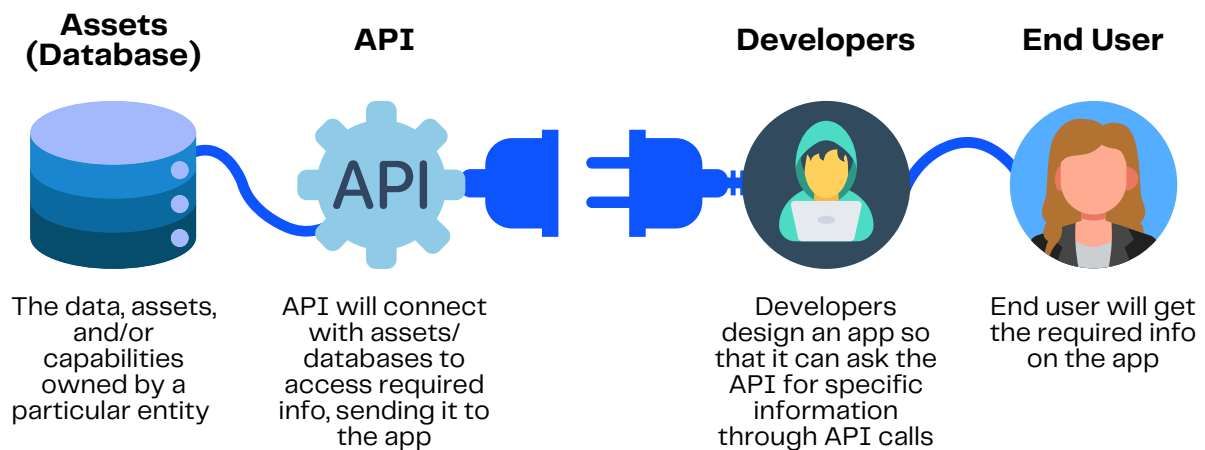 Assets
(Database)
API
Developers
End User
API
The data, assets,
and/or
capabilities
owned by a
particular entity
API will connect
with assets/
databases to
access required
info, sending it to
the app
Developers
design an app so
that it can ask the
API for specific
information
through API calls
End user will get
the required info
on the app